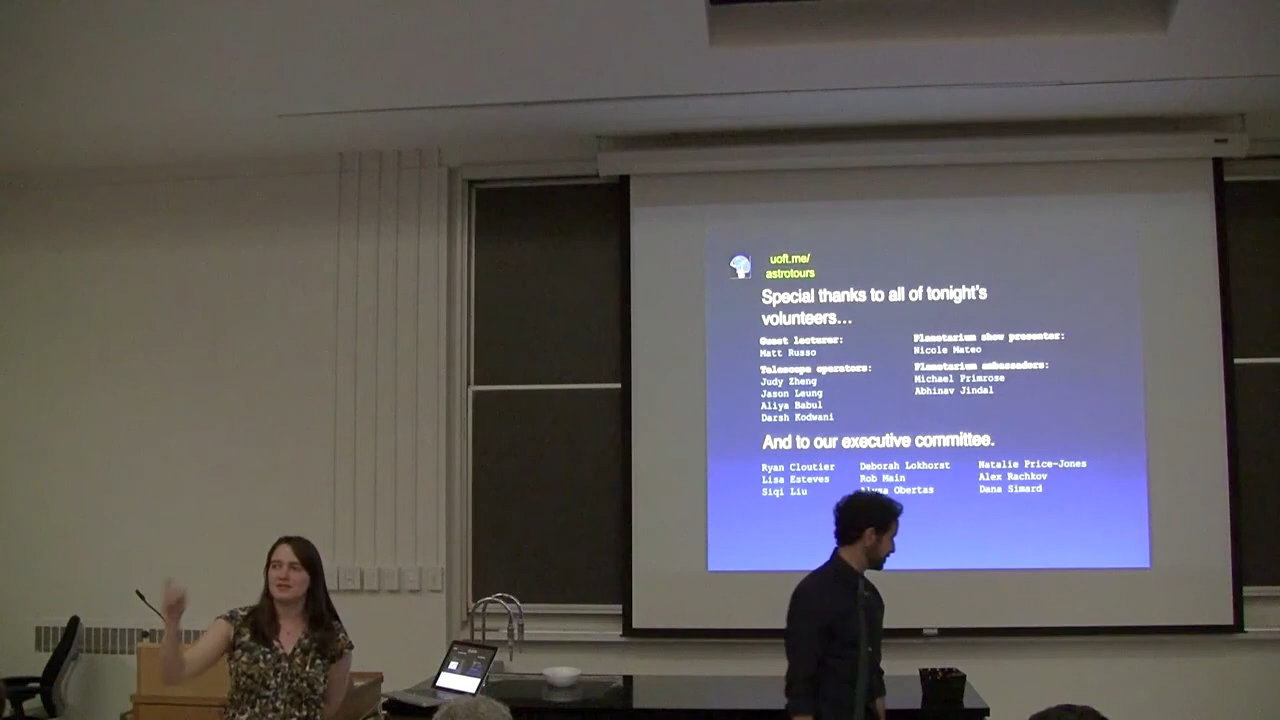 uoft.me/
astrotours
Special thanks to all of tonight's
volunteers...
Guest lecturer:
Matt Russo
Telescope operators:
Judy Zheng
Jason Leung
Aliya Babul
Darsh Kodwani
Planetarium show presenter:
Nicole Mateo
Planetarium ambassadors:
Michael Primrose
Abhinav Jindal
And to our executive committee.
Ryan Cloutier
Lisa Esteves
Siqi Liu
Deborah Lokhorst
Rob Main
Obertas
Natalie Price-Jones
Alex Rachkov
Dana Simard